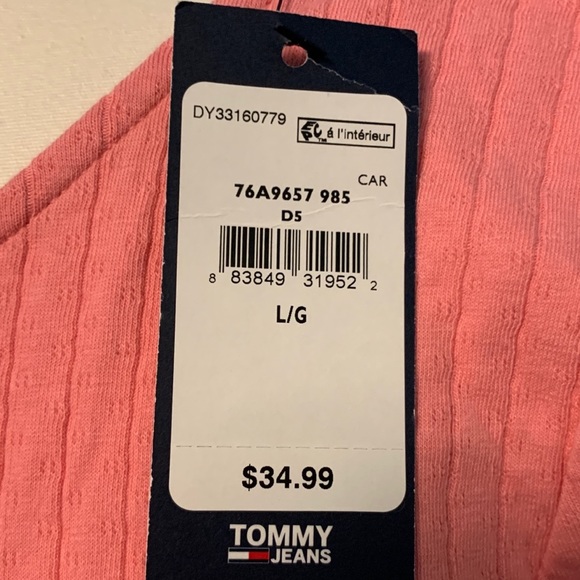 DY33160779
á l'intérieur
CAR
76A9657 985
D5
8 83849 31952 2
L/G
$34.99
TOMMY
JEANS